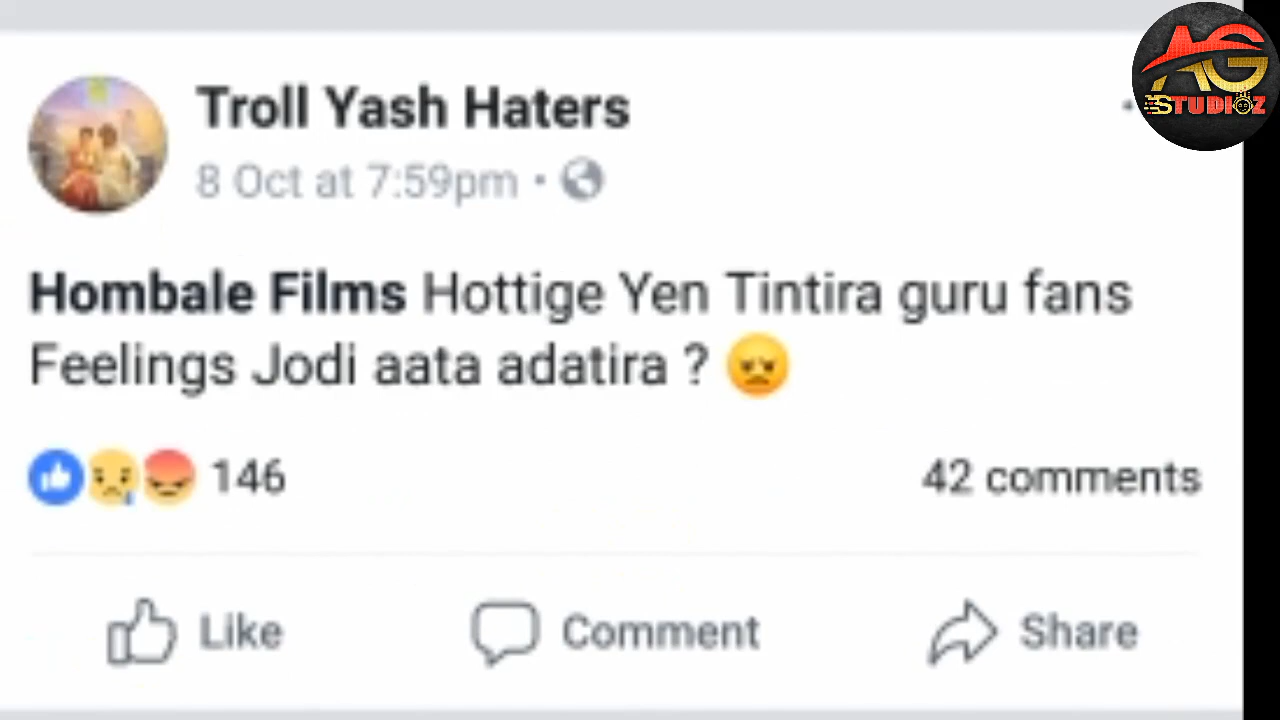 AG
STUDIOZ
Troll Yash Haters
8 Oct at 7:59pm ·
Hombale Films Hottige Yen Tintira guru fans
Feelings Jodi aata adatira ?
146
42 comments
Like
Comment
Share